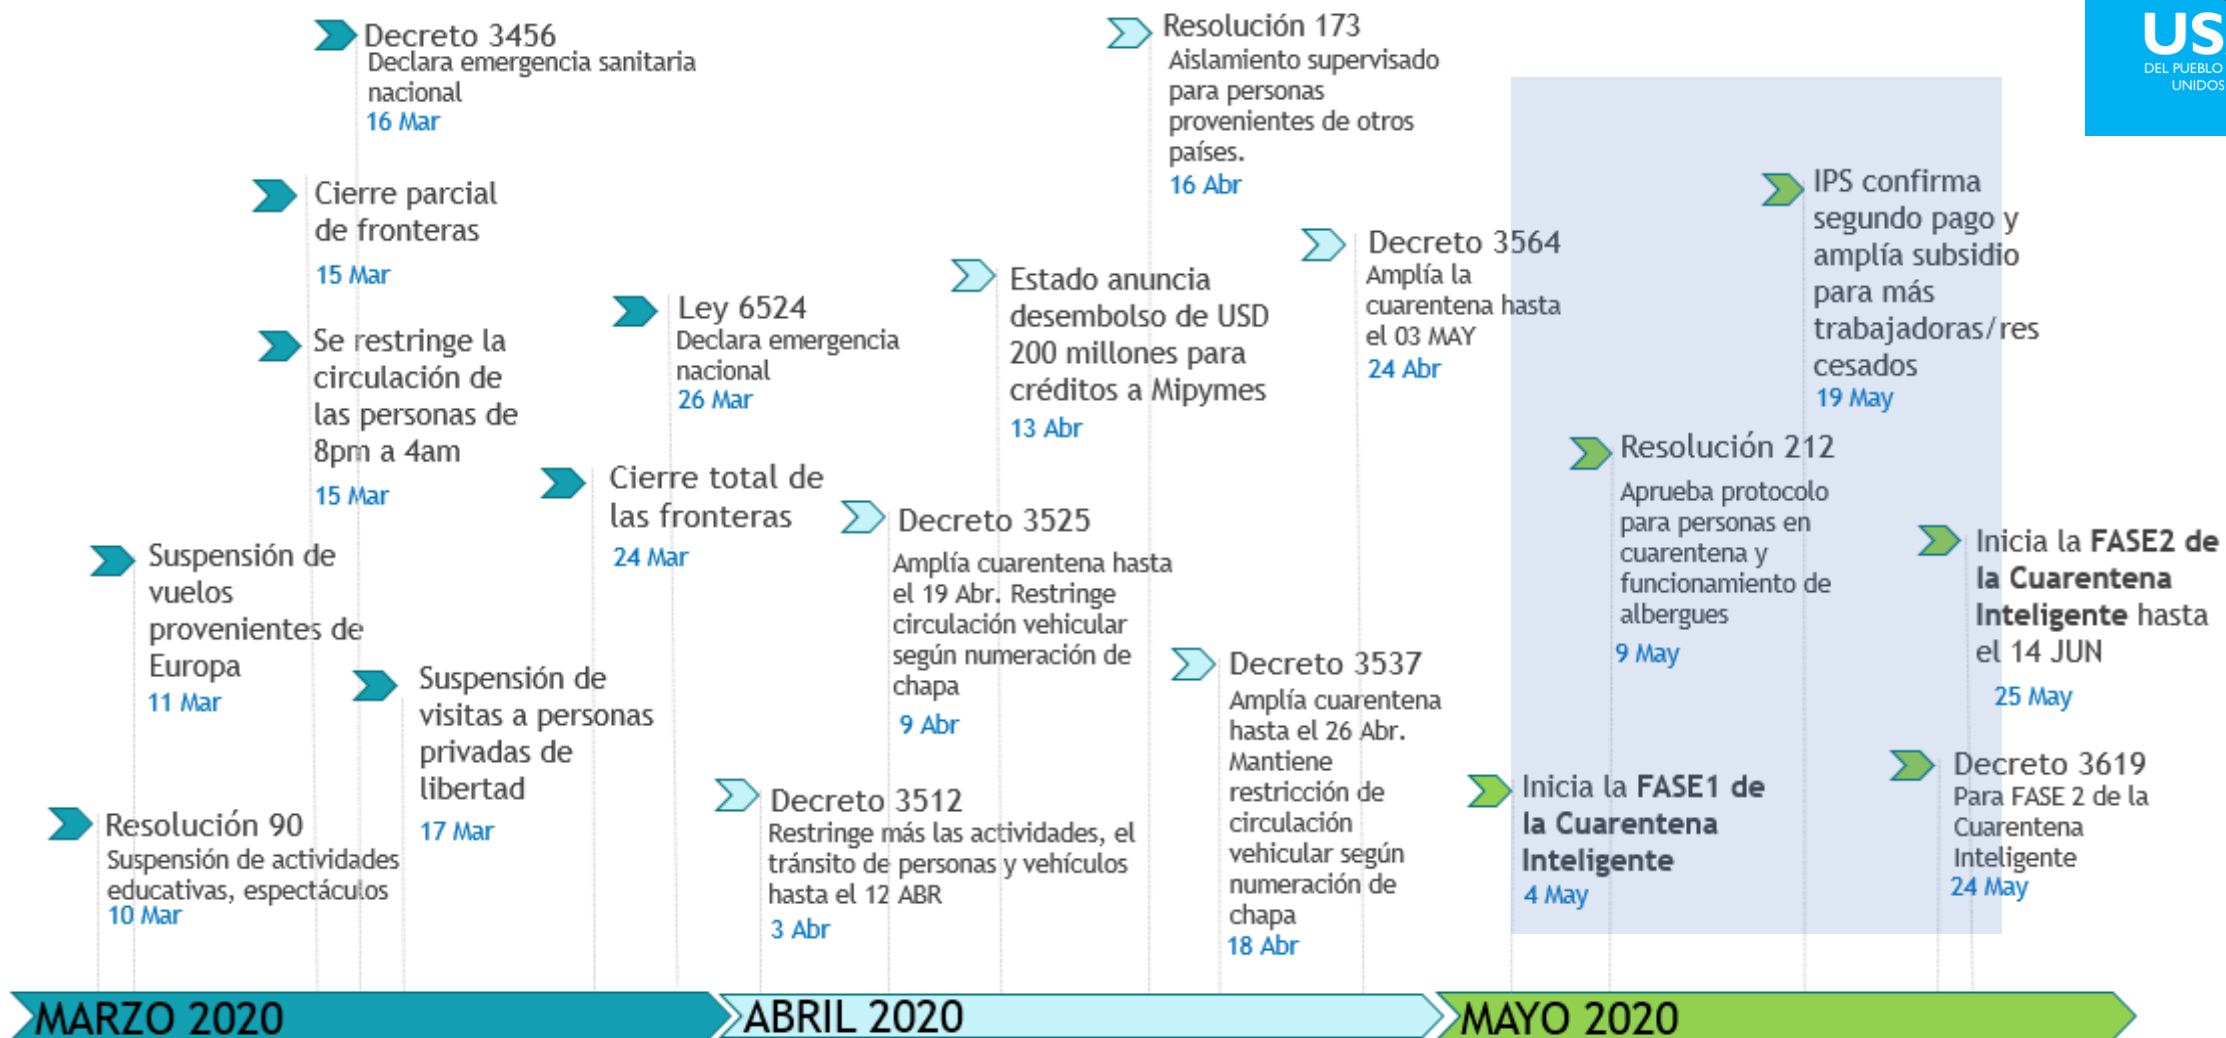 US
DEL PUEBLO
UNIDOS
Decreto 3456
Declara emergencia sanitaria
nacional
16 Mar
Cierre parcial
de fronteras
15 Mar
Se restringe la
circulación de
las personas de
8pm a 4am
15 Mar
Suspensión de
vuelos
provenientes de
Europa
11 Mar
Resolución 90
Suspensión de actividades
educativas, espectáculos
10 Mar
Suspensión de
visitas a personas
privadas de
libertad
17 Mar
Ley 6524
Declara emergencia
nacional
26 Mar
Cierre total de
las fronteras
24 Mar
Resolución 173
Aislamiento supervisado
para personas
provenientes de otros
países.
16 Abr
Estado anuncia
desembolso de USD
200 millones para
créditos a Mipymes
13 Abr
Decreto 3564
Amplía la
cuarentena hasta
el 03 MAY
24 Abr
Decreto 3525
Amplía cuarentena hasta
el 19 Abr. Restringe
circulación vehicular
según numeración de
chapa
9 Abr
Decreto 3512
Restringe más las actividades, el
tránsito de personas y vehículos
hasta el 12 ABR
3 Abr
Decreto 3537
Amplía cuarentena
hasta el 26 Abr.
Mantiene
restricción de
circulación
vehicular según
numeración de
chapa
18 Abr
IPS confirma
segundo pago y
amplía subsidio
para más
trabajadoras/res
cesados
19 May
Resolución 212
Aprueba protocolo
para personas en
cuarentena y
funcionamiento de
albergues
9 May
Inicia la FASE2 de
la Cuarentena
Inteligente hasta
el 14 JUN
25 May
Inicia la FASE1 de
la Cuarentena
Inteligente
4 May
Decreto 3619
Para FASE 2 de la
Cuarentena
Inteligente
24 May
MARZO 2020
ABRIL 2020
MAYO 2020